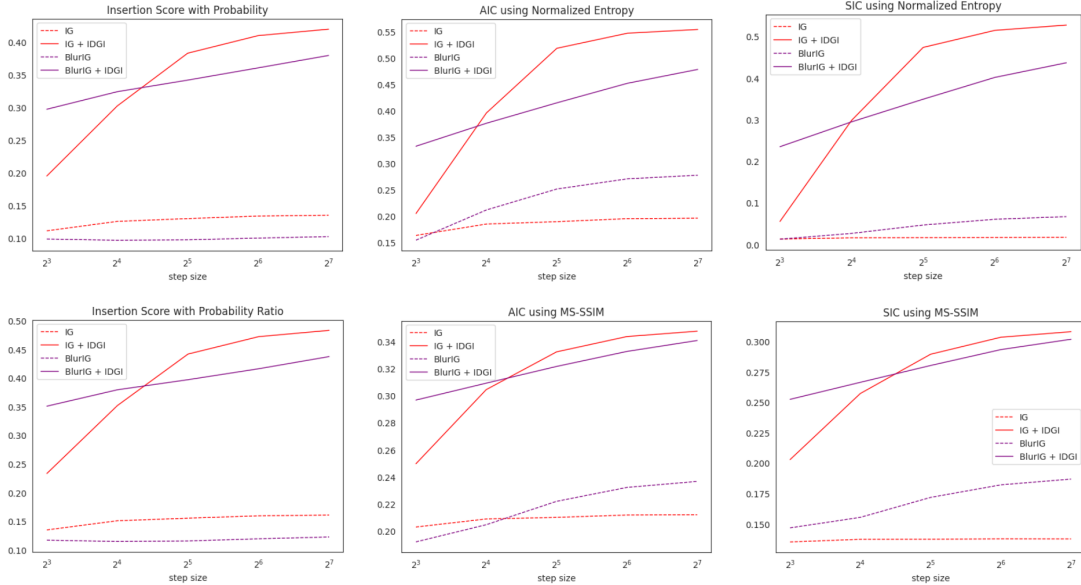 Insertion Score with Probability
IG
IG + IDGI
BlurIG
BlurIG + IDGI
0.40
0.35
0.30
0.25
0.20
0.15
0.10
2³ 2⁴ 2⁵ 2⁶ 2⁷
step size
AIC using Normalized Entropy
IG
IG + IDGI
BlurIG
BlurIG + IDGI
0.55
0.50
0.45
0.40
0.35
0.30
0.25
0.20
0.15
2³ 2⁴ 2⁵ 2⁶ 2⁷
step size
SIC using Normalized Entropy
IG
IG + IDGI
BlurIG
BlurIG + IDGI
0.5
0.4
0.3
0.2
0.1
0.0
2³ 2⁴ 2⁵ 2⁶ 2⁷
step size
Insertion Score with Probability Ratio
IG
IG + IDGI
BlurIG
BlurIG + IDGI
0.50
0.45
0.40
0.35
0.30
0.25
0.20
0.15
0.10
2³ 2⁴ 2⁵ 2⁶ 2⁷
step size
AIC using MS-SSIM
IG
IG + IDGI
BlurIG
BlurIG + IDGI
0.34
0.32
0.30
0.28
0.26
0.24
0.22
0.20
2³ 2⁴ 2⁵ 2⁶ 2⁷
step size
SIC using MS-SSIM
0.300
0.275
0.250
0.225
0.200
0.175
0.150
IG
IG + IDGI
BlurIG
BlurIG + IDGI
2³ 2⁴ 2⁵ 2⁶ 2⁷
step size